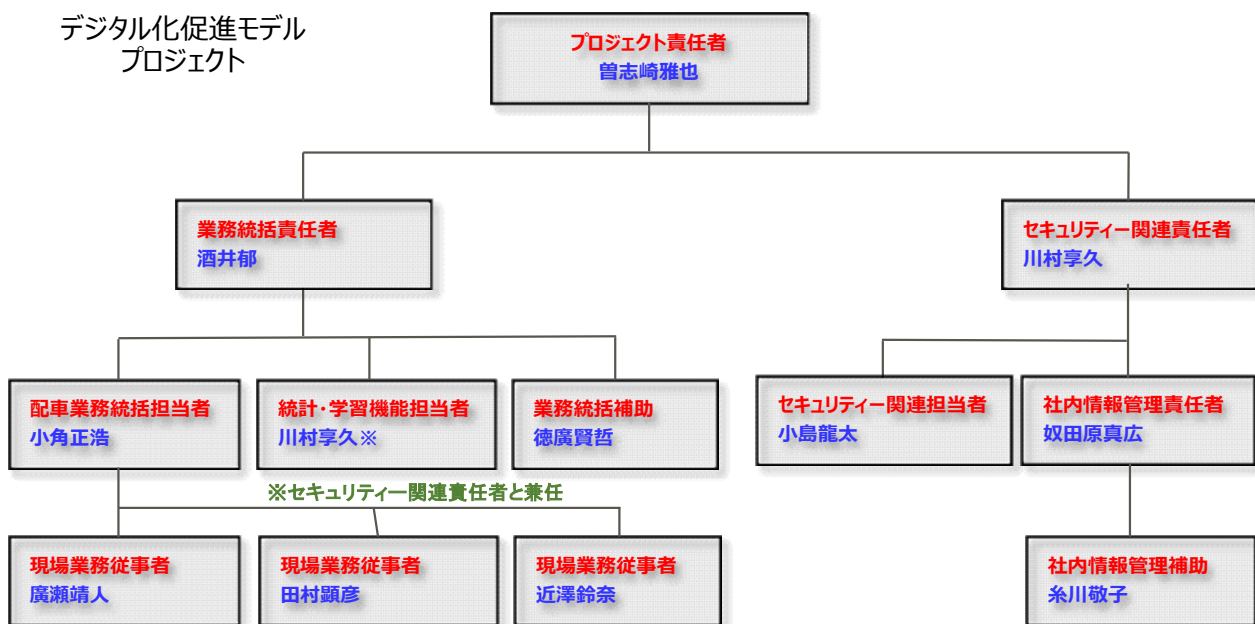 デジタル化促進モデル
プロジェクト
プロジェクト責任者
曽志崎雅也
業務統括責任者
酒井郁
セキュリティー関連責任者
川村享久
配車業務統括担当者
小角正浩
統計・学習機能担当者
川村享久※
業務統括補助
徳廣賢哲
セキュリティー関連担当者
小島龍太
社内情報管理責任者
奴田原真広
※セキュリティー関連責任者と兼任
現場業務従事者
廣瀬靖人
現場業務従事者
田村顕彦
現場業務従事者
近澤鈴奈
社内情報管理補助
糸川敬子